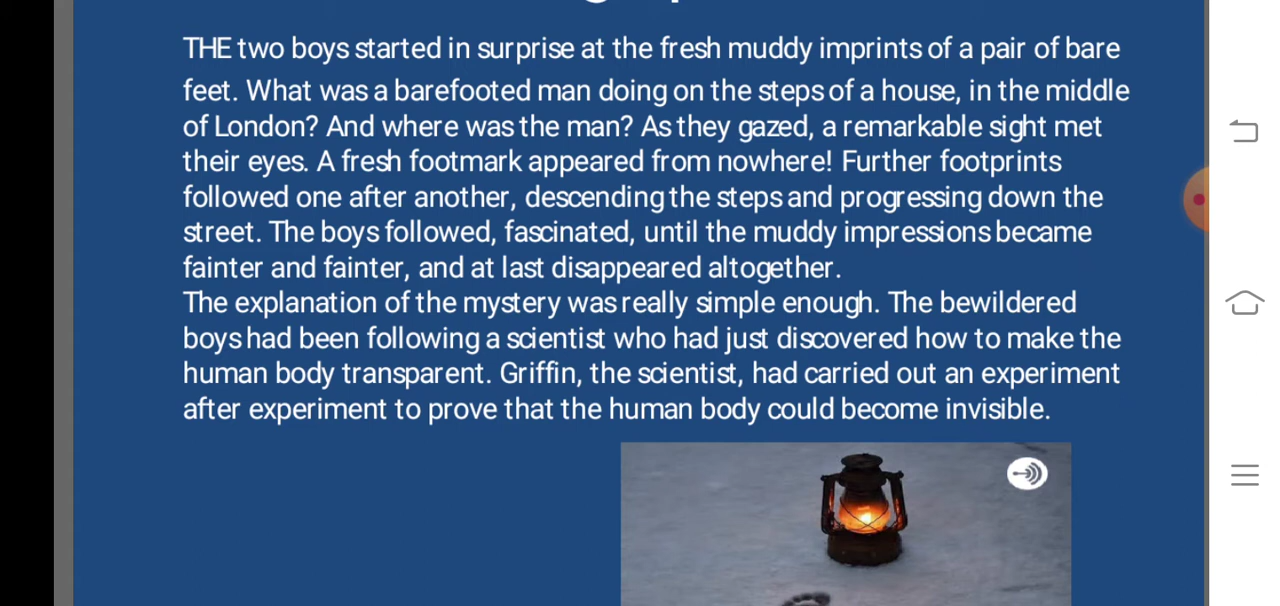 THE two boys started in surprise at the fresh muddy imprints of a pair of bare
feet. What was a barefooted man doing on the steps of a house, in the middle
of London? And where was the man? As they gazed, a remarkable sight met
their eyes. A fresh footmark appeared from nowhere! Further footprints
followed one after another, descending the steps and progressing down the
street. The boys followed, fascinated, until the muddy impressions became
fainter and fainter, and at last disappeared altogether.
The explanation of the mystery was really simple enough. The bewildered
boys had been following a scientist who had just discovered how to make the
human body transparent. Griffin, the scientist, had carried out an experiment
after experiment to prove that the human body could become invisible.